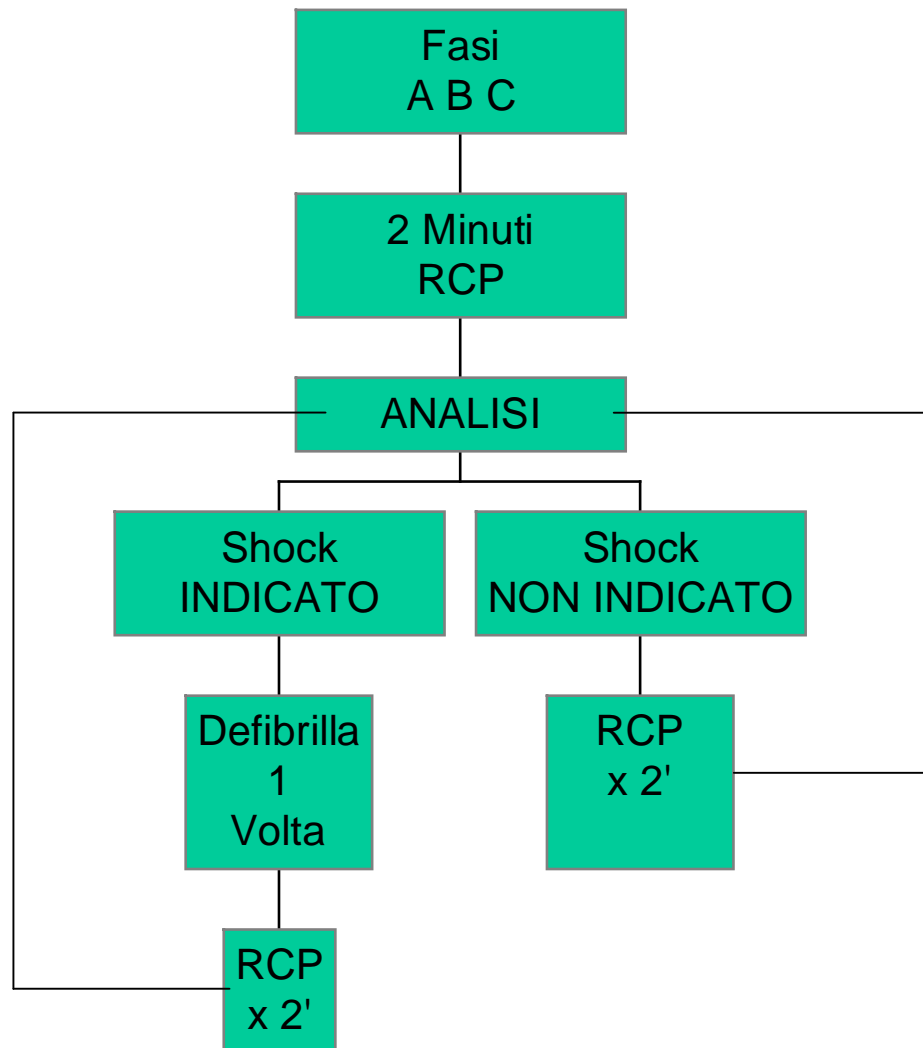 Fasi
A B C
2 Minuti
RCP
ANALISI
Shock
INDICATO
Shock
NON INDICATO
Defibrilla
1
Volta
RCP
x 2'
RCP
x 2'